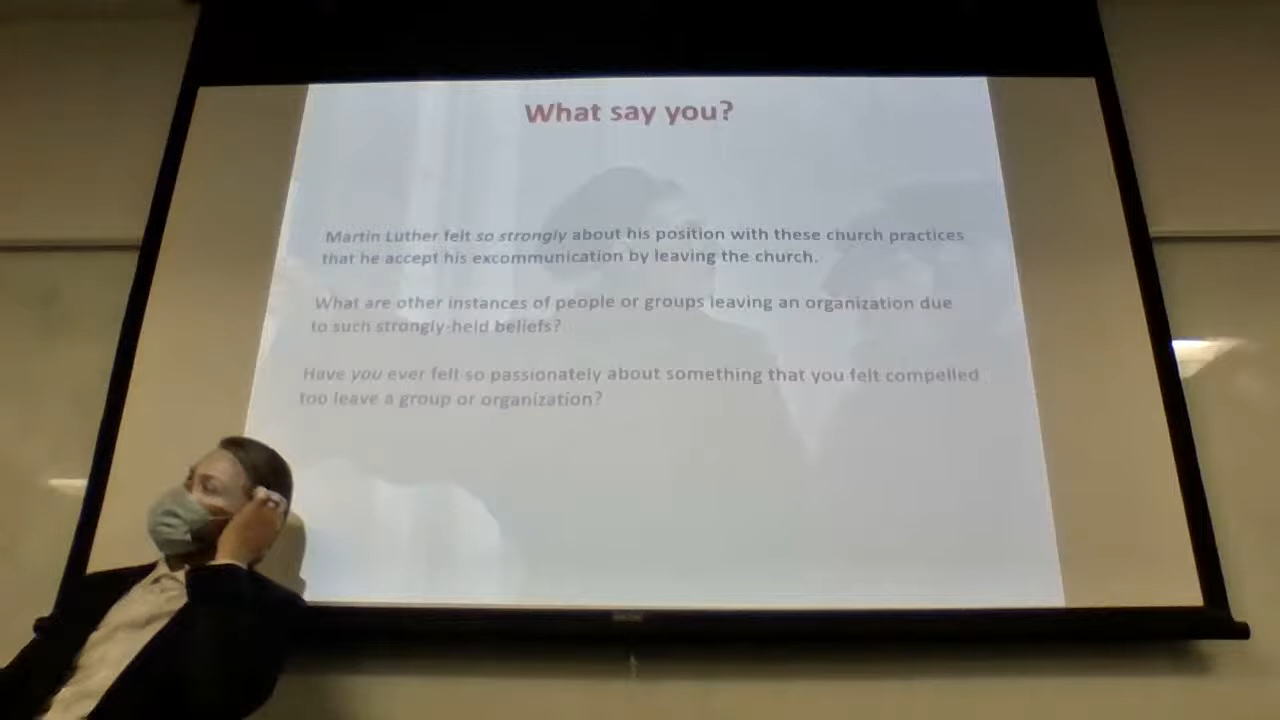 What say you?
Martin Luther felt so strongly about his position with these church practices
that he accept his excommunication by leaving the church.
What are other instances of people or groups leaving an organization due
to such strongly-held beliefs?
Have you ever felt so passionately about something that you felt compelled
too leave a group or organization?